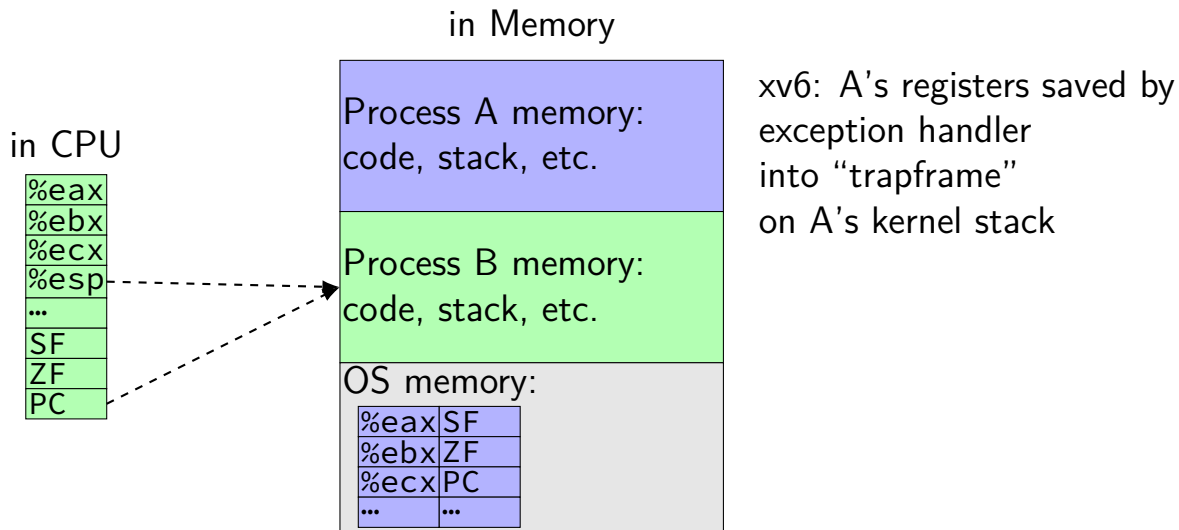 in Memory
in CPU
%eax
%ebx
%ecx
%esp
…
SF
ZF
PC
Process A memory:
code, stack, etc.
Process B memory:
code, stack, etc.
OS memory:
%eax SF
%ebx ZF
%ecx PC
… …
xv6: A’s registers saved by
exception handler
into “trapframe”
on A’s kernel stack